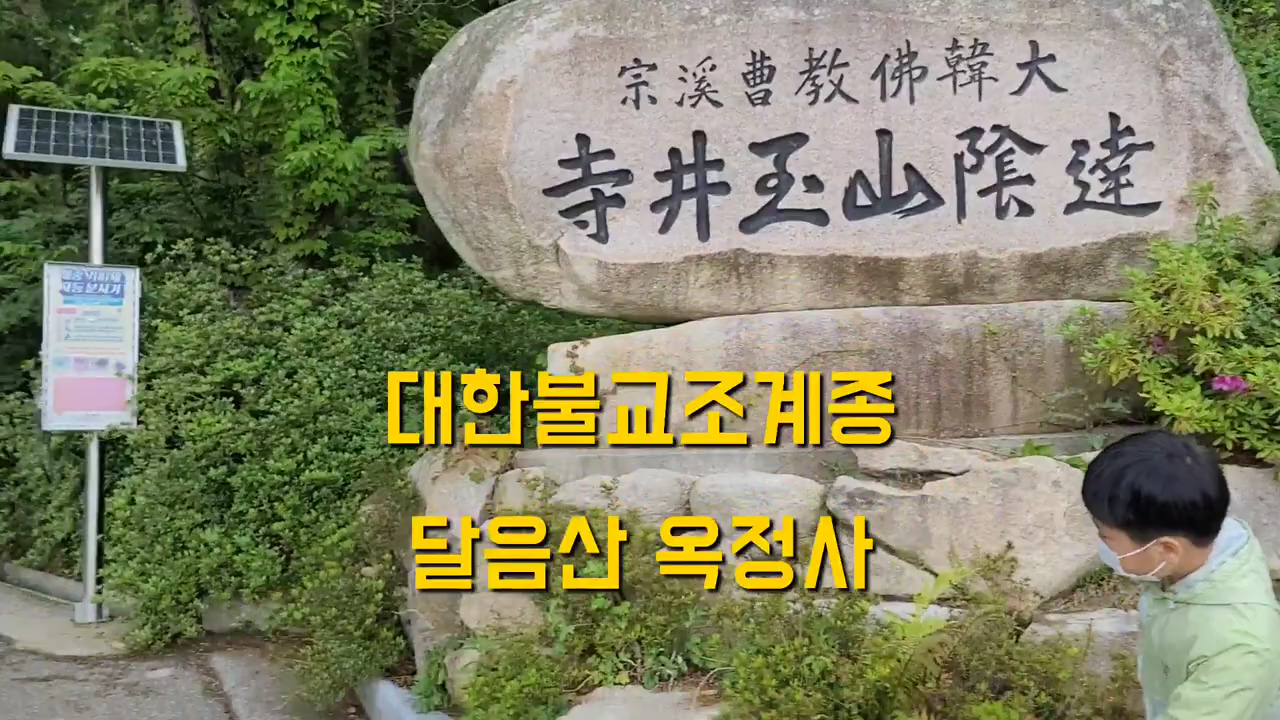 大韓佛教曹溪宗
達陰山玉井寺
대한불교조계종
달음산 옥정사